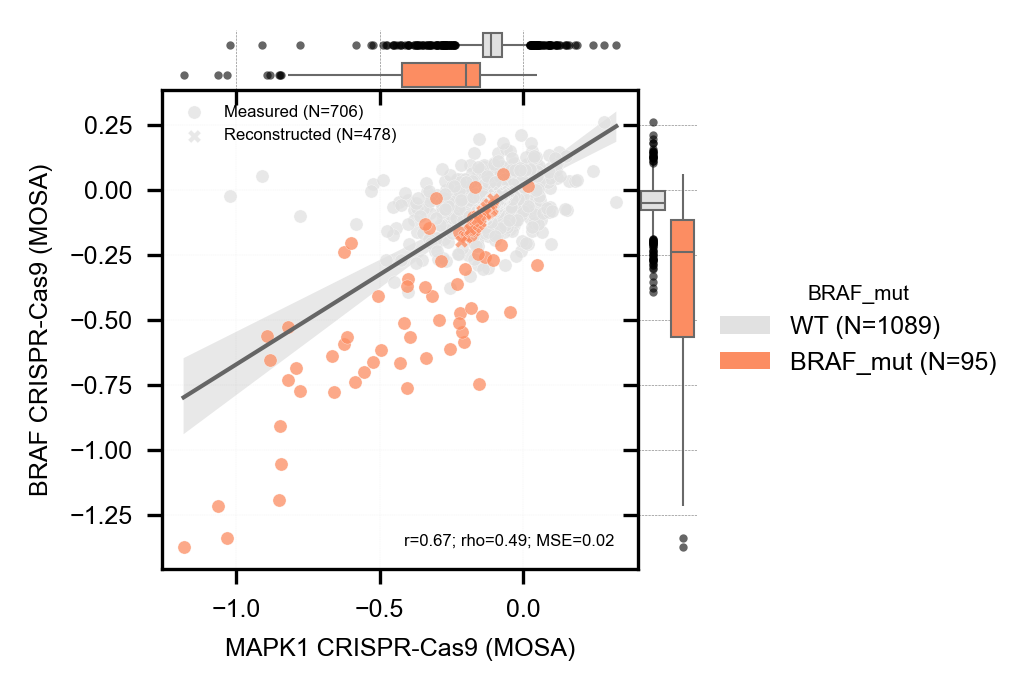 Measured (N=706)
Reconstructed (N=478)
0.25
0.00
−0.25
−0.50
−0.75
−1.00
−1.25
BRAF CRISPR-Cas9 (MOSA)
r=0.67; rho=0.49; MSE=0.02
−1.0
−0.5
0.0
MAPK1 CRISPR-Cas9 (MOSA)
BRAF_mut
WT (N=1089)
BRAF_mut (N=95)